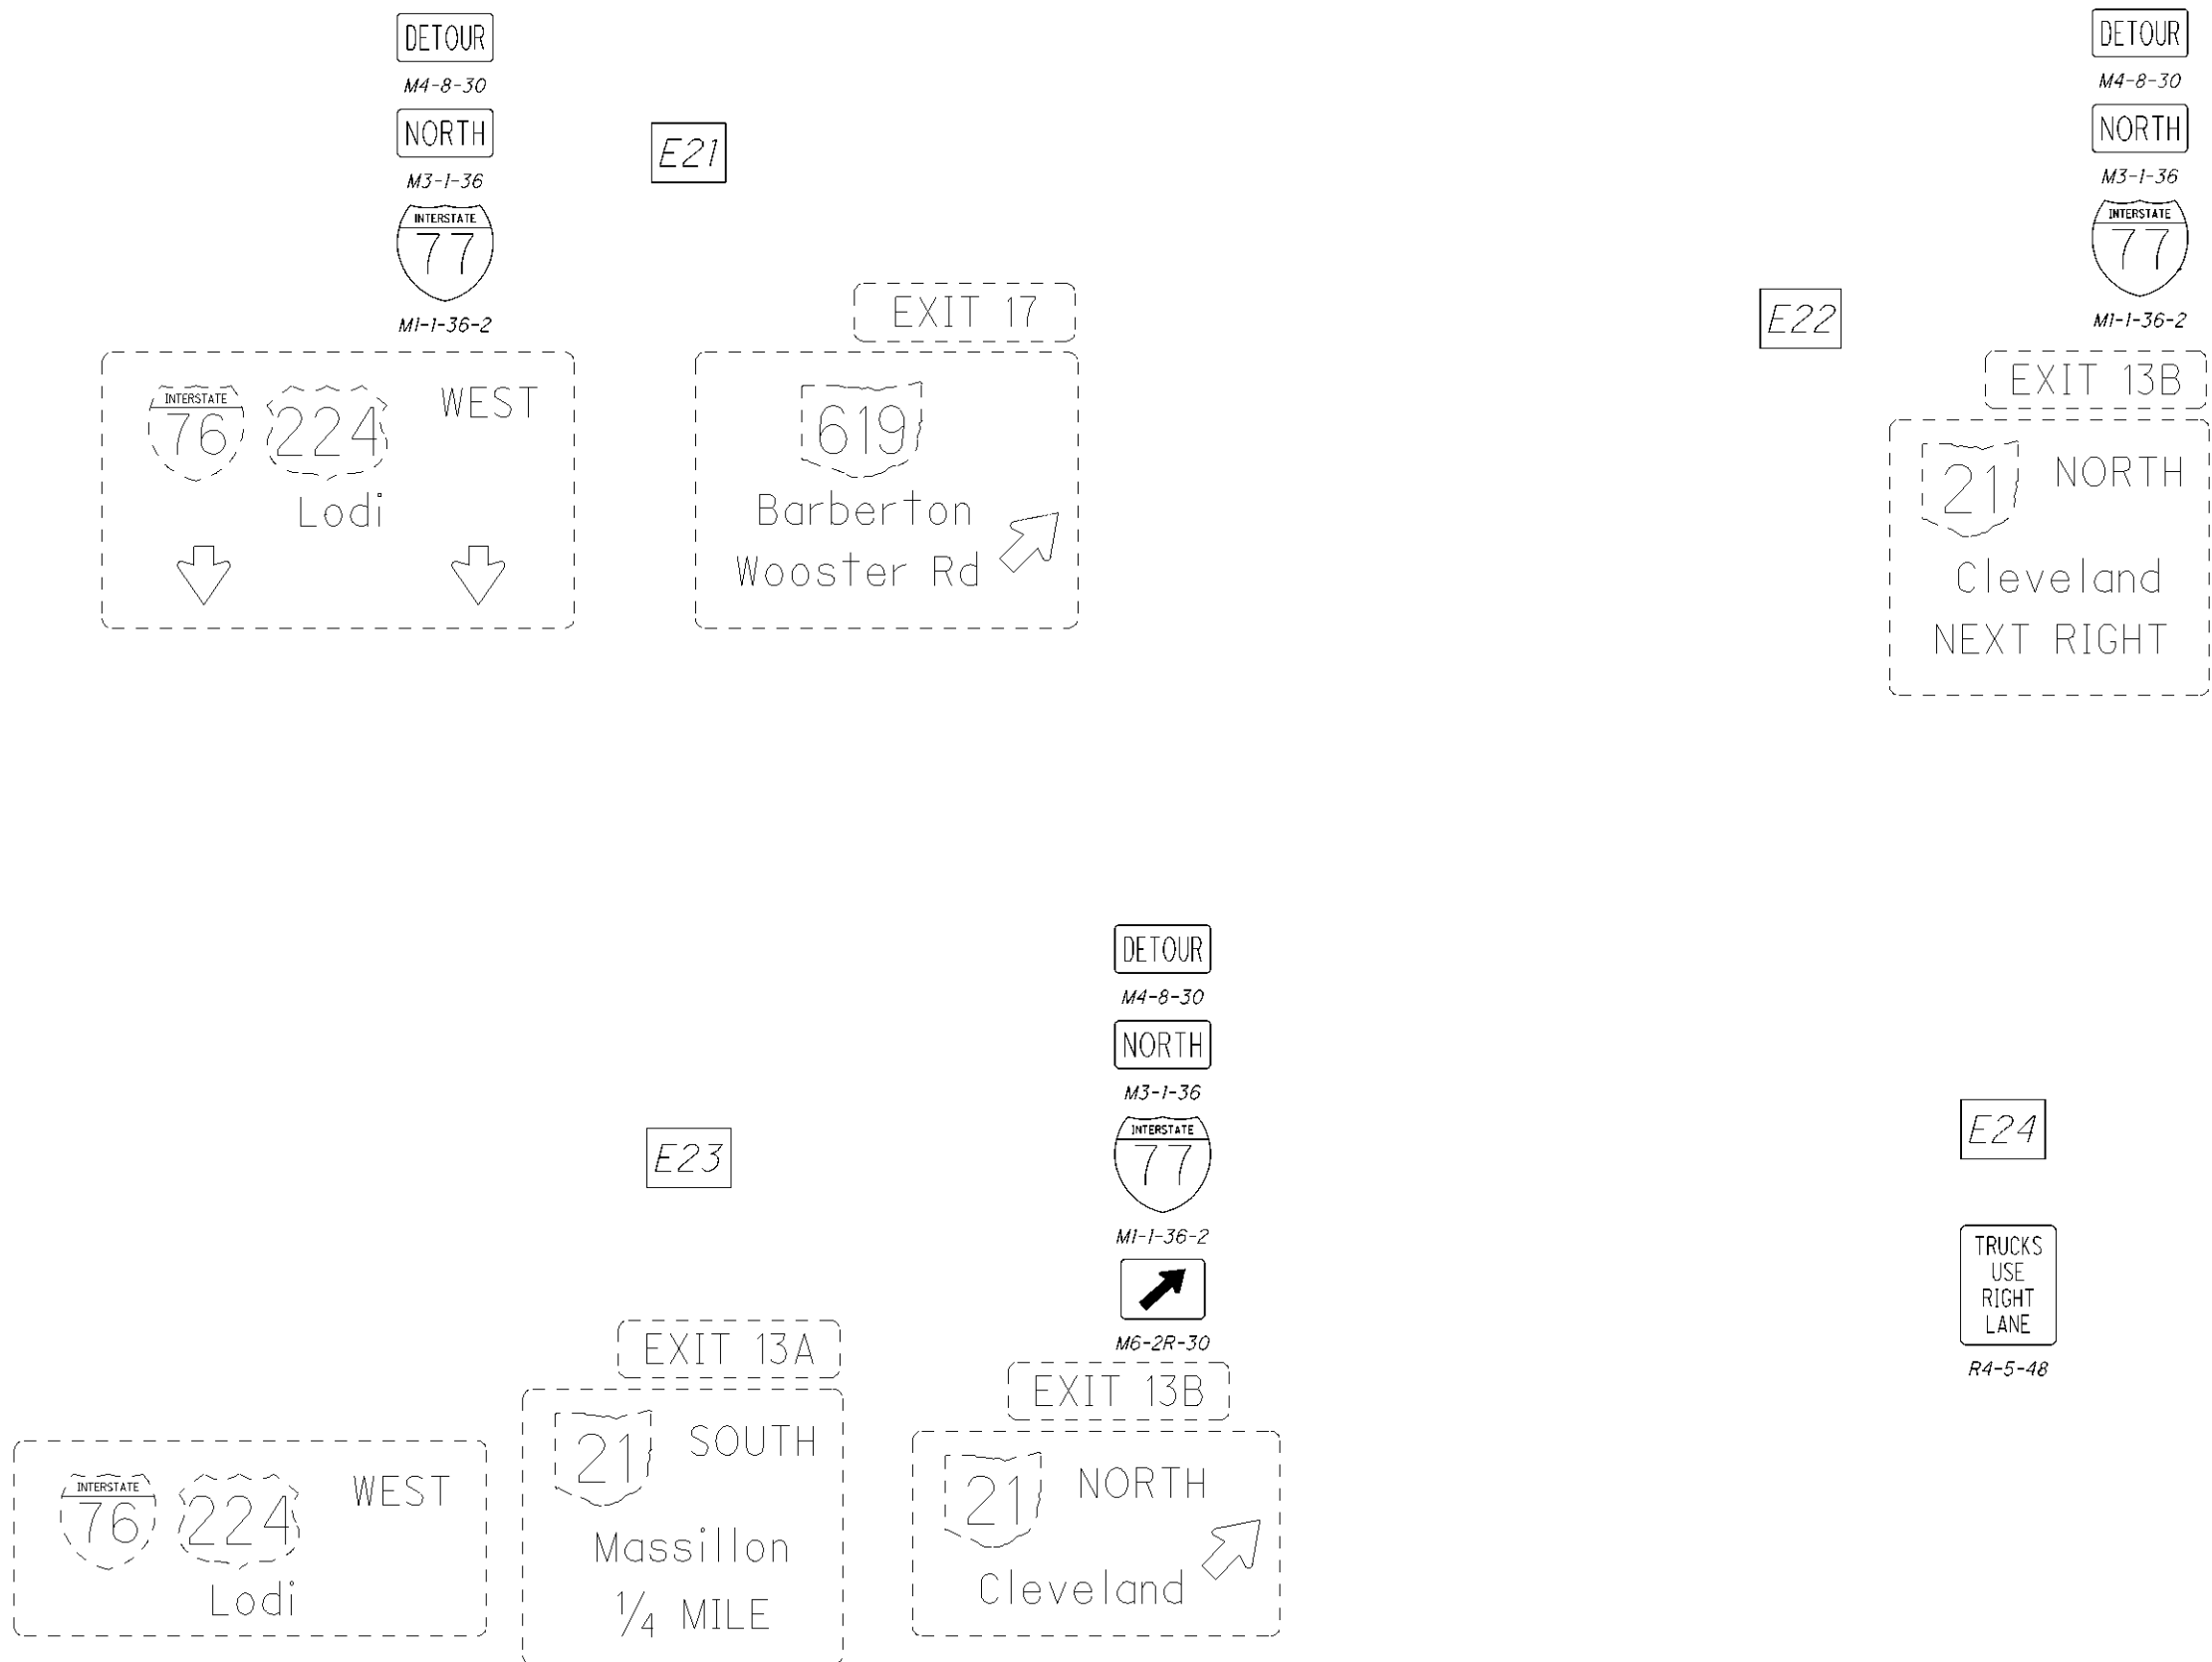 DETOUR
M4-8-30
NORTH
M3-1-36
INTERSTATE
77
M1-1-36-2
E21
INTERSTATE
76
224
WEST
Lodi
EXIT 17
619
Barberton
Wooster Rd
DETOUR
M4-8-30
NORTH
M3-1-36
INTERSTATE
77
M1-1-36-2
E22
EXIT 13B
21
NORTH
Cleveland
NEXT RIGHT
E23
INTERSTATE
76
224
WEST
Lodi
EXIT 13A
21
SOUTH
Massillon
1/4 MILE
DETOUR
M4-8-30
NORTH
M3-1-36
INTERSTATE
77
M1-1-36-2
M6-2R-30
EXIT 13B
21
NORTH
Cleveland
E24
TRUCKS
USE
RIGHT
LANE
R4-5-48